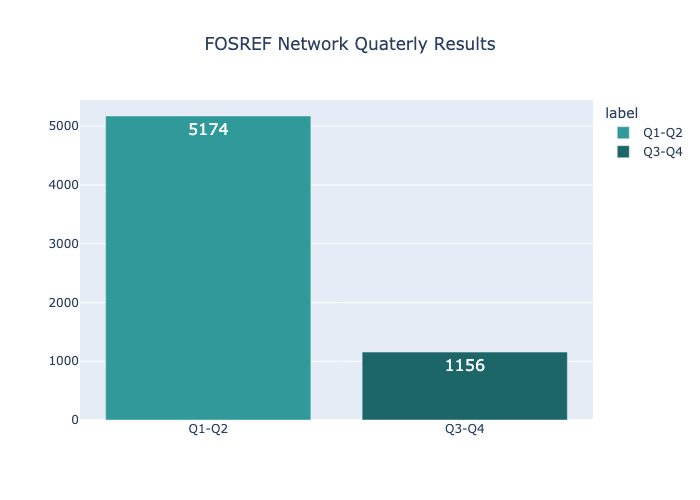 FOSREF Network Quaterly Results
label
Q1-Q2
Q3-Q4
5000
4000
3000
2000
1000
0
5174
1156
Q1-Q2
Q3-Q4